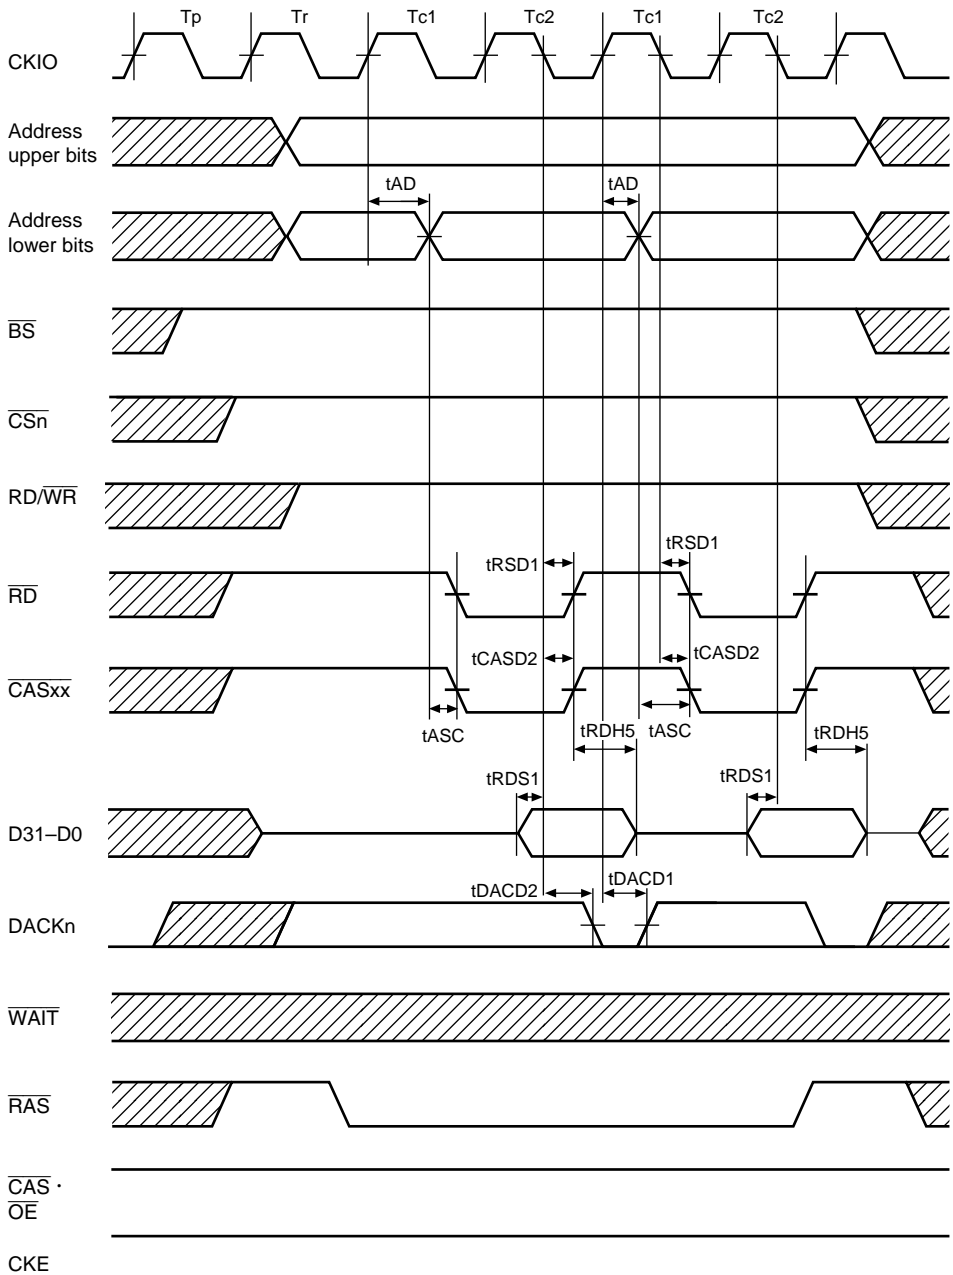 Tp Tr Tc1 Tc2 Tc1 Tc2
CKIO
Address
upper bits
tAD tAD
Address
lower bits
BS
CSn
RD/WR
tRSD1 tRSD1
RD
tCASD2 tCASD2
CASxx
tASC tRDH5 tASC tRDH5
tRDS1 tRDS1
D31–D0
tDACD2 tDACD1
DACKn
WAIT
RAS
CAS ·
OE
CKE